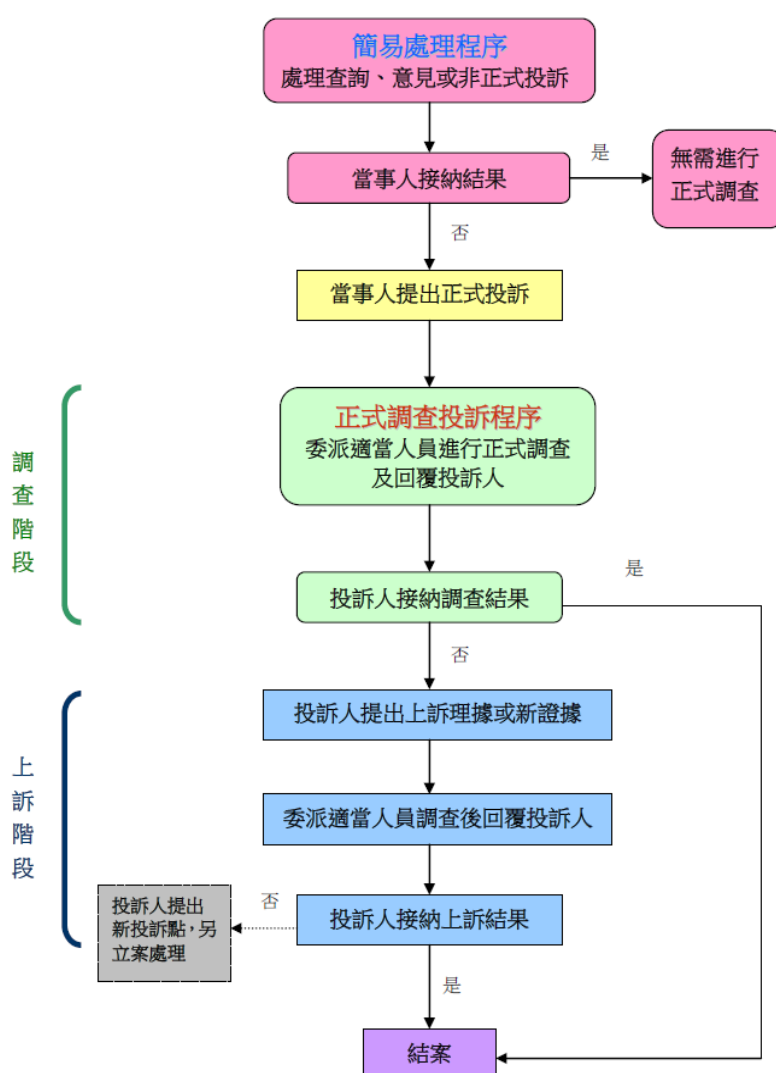 簡易處理程序
處理查詢、意見或非正式投訴
是
無需進行
正式調查
當事人接納結果
否
當事人提出正式投訴
調
查
階
段
正式調查投訴程序
委派適當人員進行正式調查
及回覆投訴人
是
投訴人接納調查結果
否
上
訴
階
段
投訴人提出上訴理據或新證據
委派適當人員調查後回覆投訴人
投訴人提出
新投訴點，另
立案處理
否
投訴人接納上訴結果
是
結案